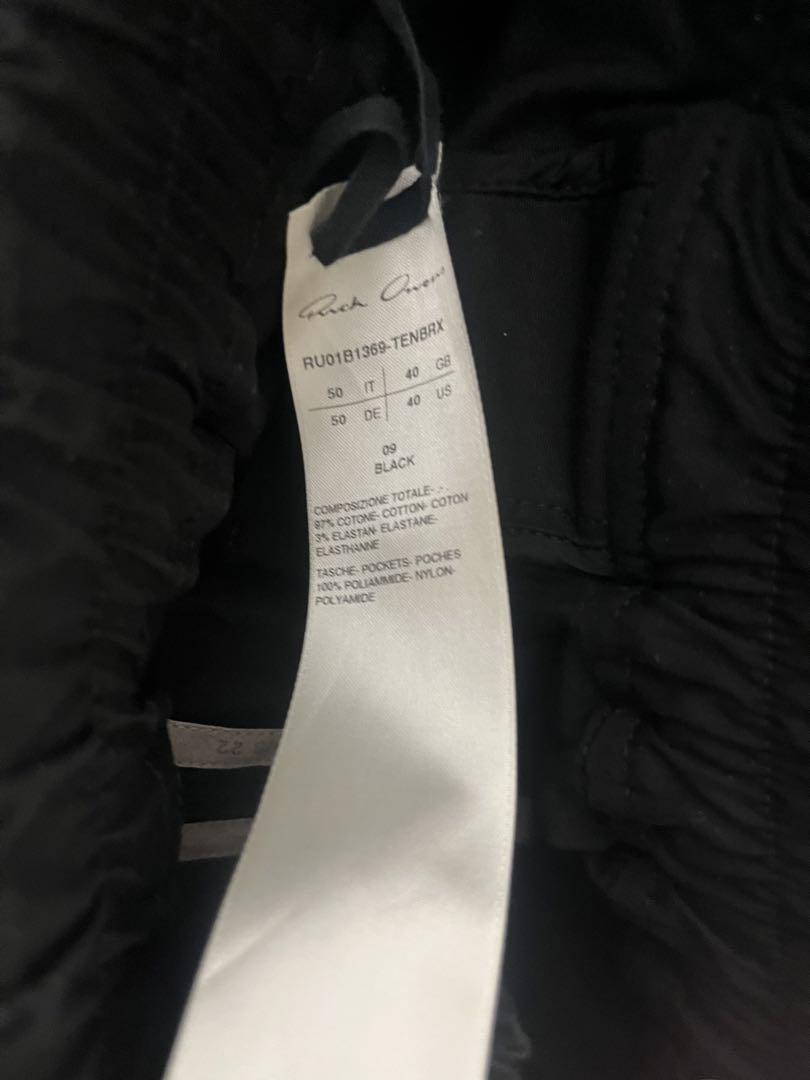 Rick Owens
RU01B1369-TENBRX
50 IT 40 GB
50 DE 40 US
09
BLACK
COMPOSIZIONE TOTALE- .- .
97% COTONE- COTTON- COTON
3% ELASTAN- ELASTANE-
ELASTHANNE
TASCHE- POCKETS- POCHES
100% POLIAMMIDE- NYLON-
POLYAMIDE
22